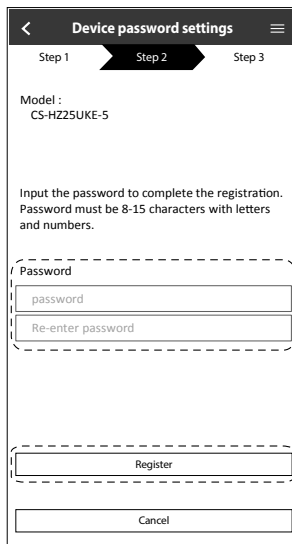 Device password settings
Step 1 Step 2 Step 3
Model :
CS-HZ25UKE-5
Input the password to complete the registration.
Password must be 8-15 characters with letters
and numbers.
Password
password
Re-enter password
Register
Cancel